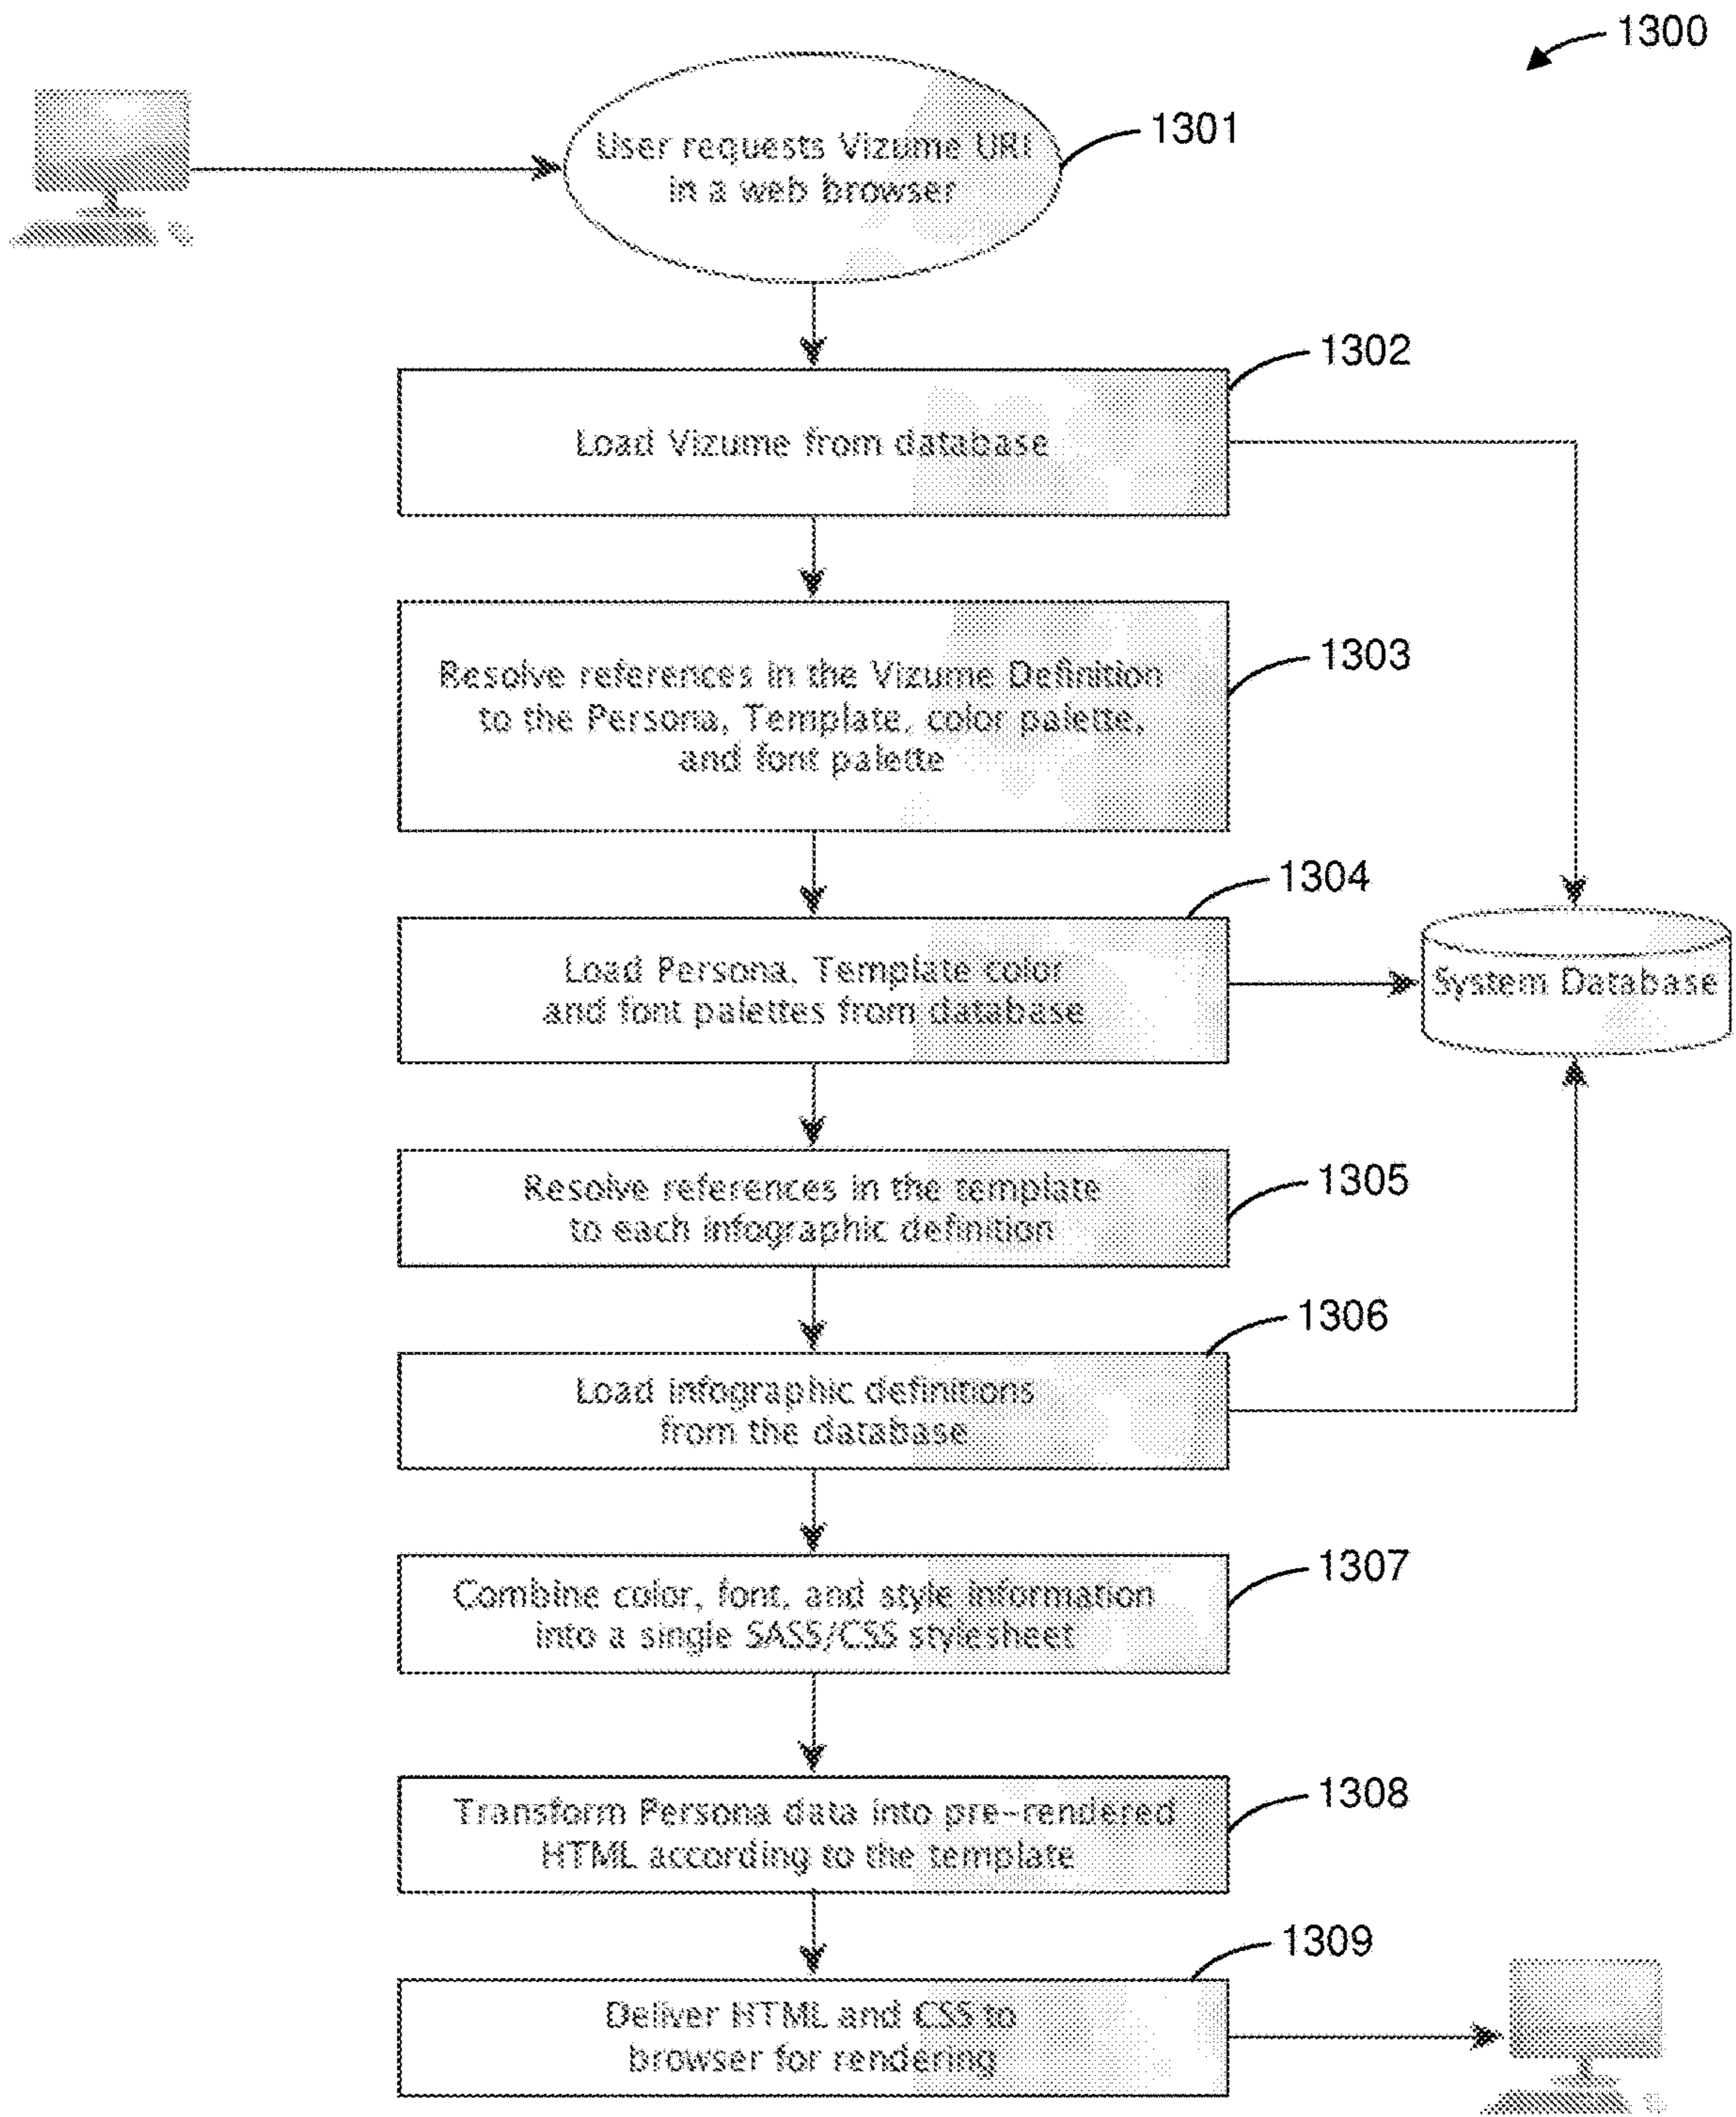 1300
User requests Vizume URI
in a web browser
1301
1302
Load Vizume from database
1303
Resolve references in the Vizume Definition
to the Persona, Template, color palette,
and font palette
1304
Load Persona, Template color
and font palettes from database
System Database
1305
Resolve references in the template
to each infographic definition
1306
Load infographic definitions
from the database
1307
Combine color, font, and style information
into a single SASS/CSS stylesheet
1308
Transform Persona data into pre-rendered
HTML according to the template
1309
Deliver HTML and CSS to
browser for rendering